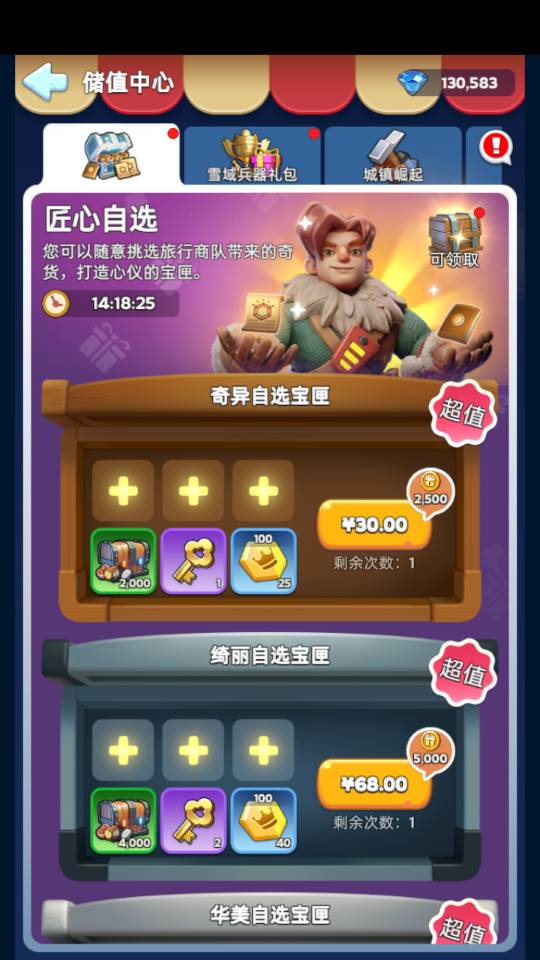 储值中心
130,583
雪域兵器礼包
城镇崛起
匠心自选
您可以随意挑选旅行商队带来的奇
货，打造心仪的宝匣。
可领取
14:18:25
奇异自选宝匣
超值
2,500
¥30.00
100
2,000
1
25
剩余次数：1
绮丽自选宝匣
超值
5,000
¥68.00
100
4,000
2
40
剩余次数：1
华美自选宝匣
超值